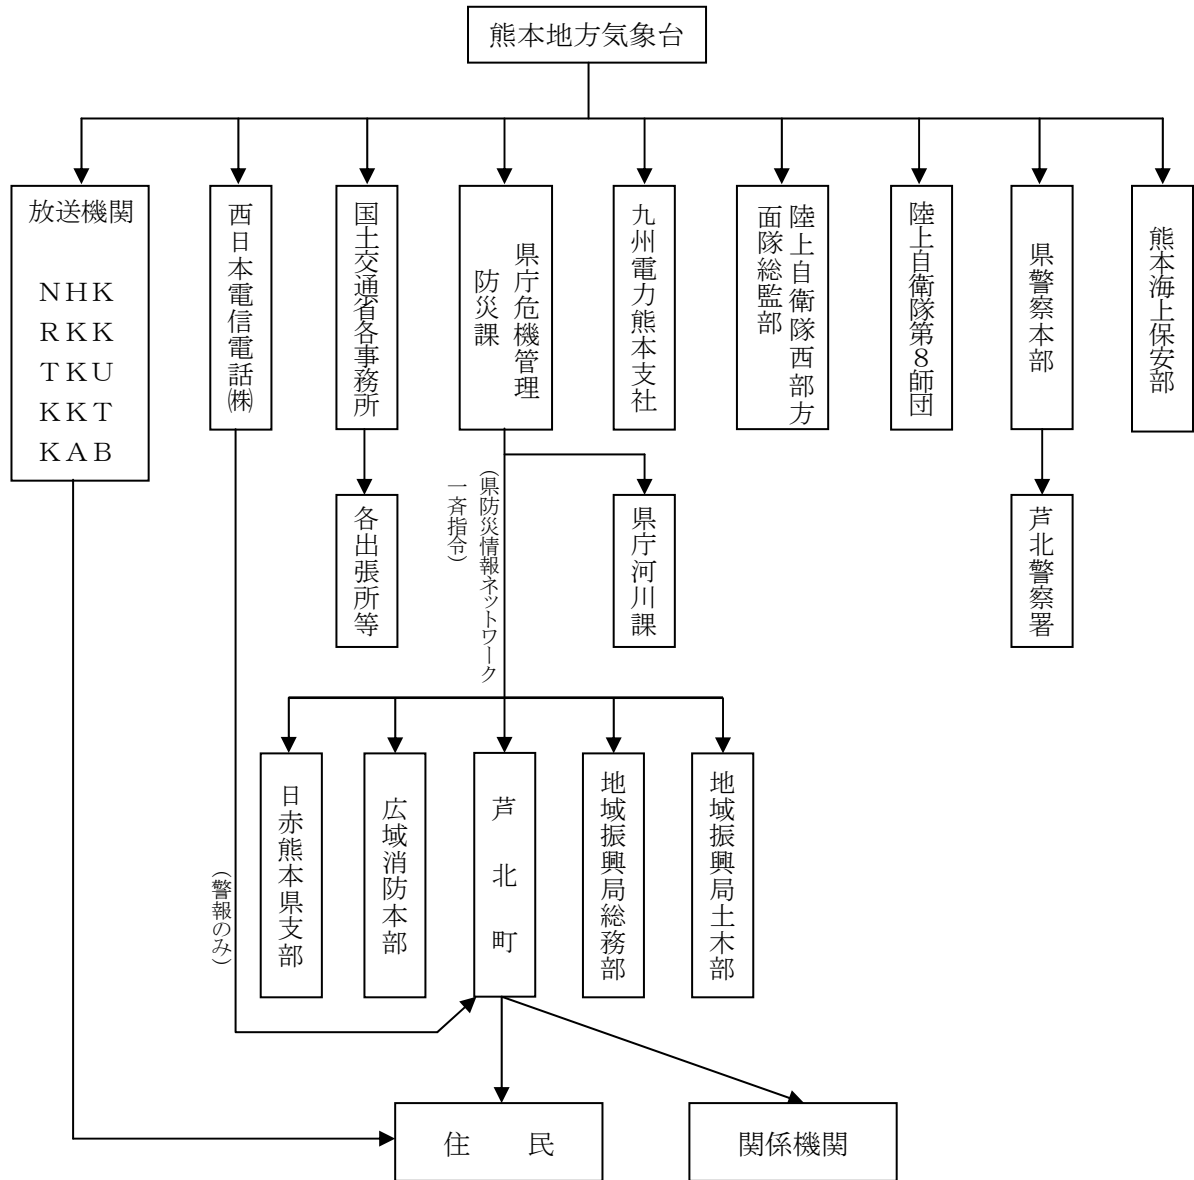 熊本地方気象台
放送機関
NHK
RKK
TKU
KKT
KAB
西日本電信電話㈱
国土交通省各事務所
県庁危機管理
防災課
九州電力熊本支社
陸上自衛隊西部方
面隊総監部
陸上自衛隊第8師団
県警察本部
熊本海上保安部
各出張所等
(県防災情報ネットワーク
一斉指令)
県庁河川課
芦北警察署
日赤熊本県支部
広域消防本部
芦北町
地域振興局総務部
地域振興局土木部
(警報のみ)
住民
関係機関